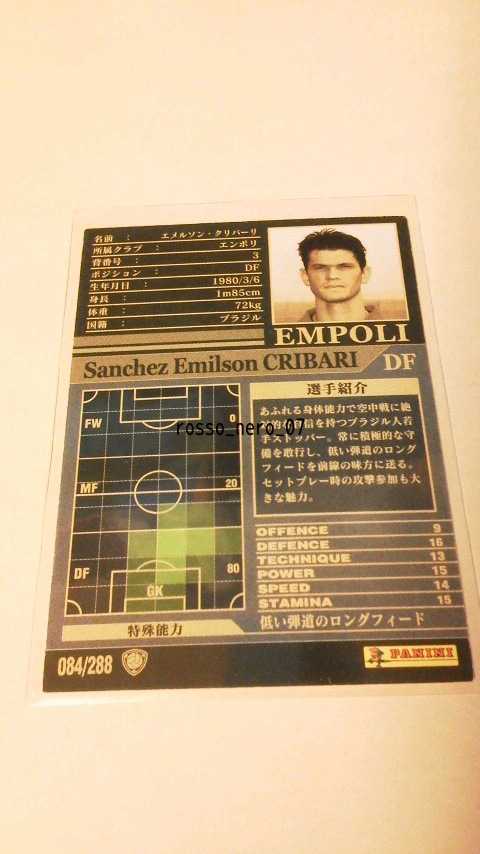 名前 ： エメルソン・クリバーリ
所属クラブ ： エンポリ
背番号 ： 3
ポジション ： DF
生年月日 ： 1980/3/6
身長 ： 1m85cm
体重 ： 72kg
国籍 ： ブラジル
EMPOLI
Sanchez Emilson CRIBARI DF
選手紹介
あふれる身体能力で空中戦に絶
自信を持つブラジル人若
手ストッパー。常に積極的な守
備を敢行し、低い弾道のロング
フィードを前線の味方に送る。
セットプレー時の攻撃参加も大
きな魅力。
rosso_nero_07
FW 0
MF 20
DF 80
GK
OFFENCE 9
DEFENCE 16
TECHNIQUE 13
POWER 15
SPEED 14
STAMINA 15
特殊能力 低い弾道のロングフィード
084/288
PANINI